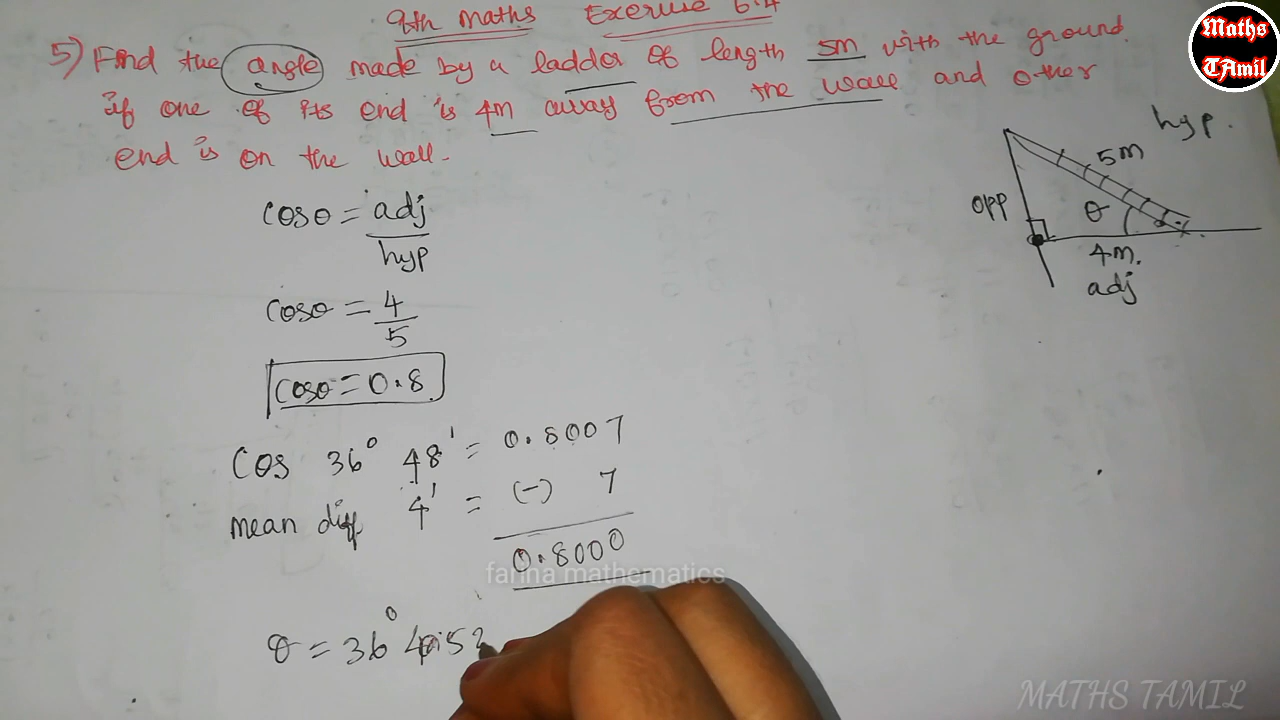 9th maths Exercise 6.4
5) Find the angle made by a ladder of length 5m with the ground
if one of its end is 4m away from the wall and other
end is on the wall.
cosθ = adj
hyp
cosθ = 4
5
cosθ = 0.8
cos 36° 48' = 0.8007
mean diff 4' = (-) 7
0.8000
θ = 36°
hyp.
5m
opp
θ
4m.
adj
Maths
TAmil
farina mathematics
MATHS TAMIL